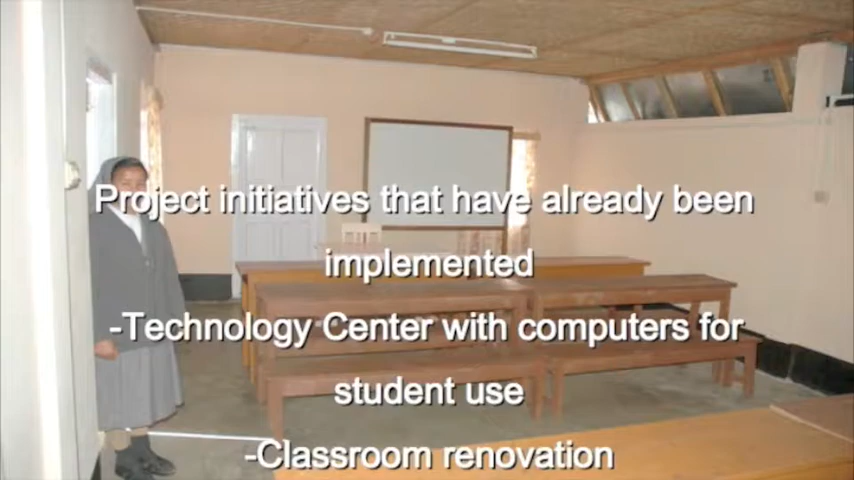 Project initiatives that have already been
implemented
-Technology Center with computers for
student use
-Classroom renovation